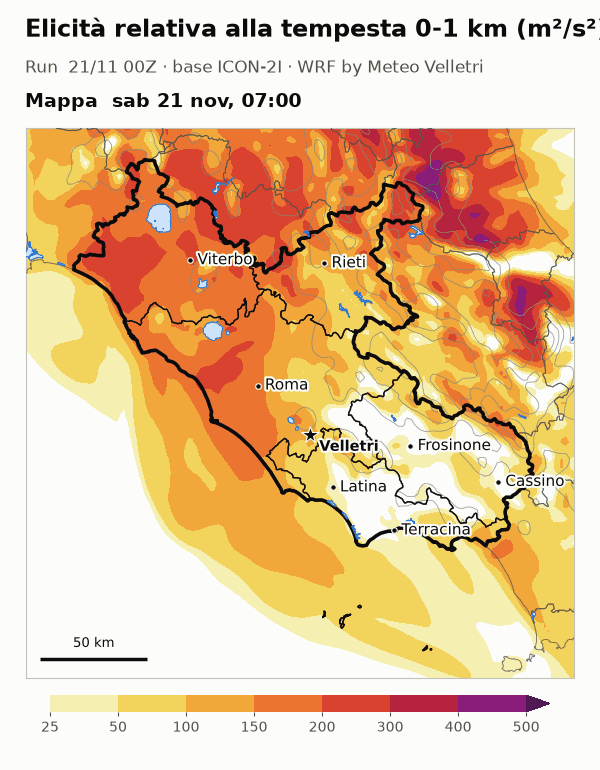 Elicità relativa alla tempesta 0-1 km (m²/s²)
Run 21/11 00Z · base ICON-2I · WRF by Meteo Velletri
Mappa sab 21 nov, 07:00
Viterbo
Rieti
Roma
Velletri
Frosinone
Cassino
Latina
Terracina
50 km
25 50 100 150 200 300 400 500